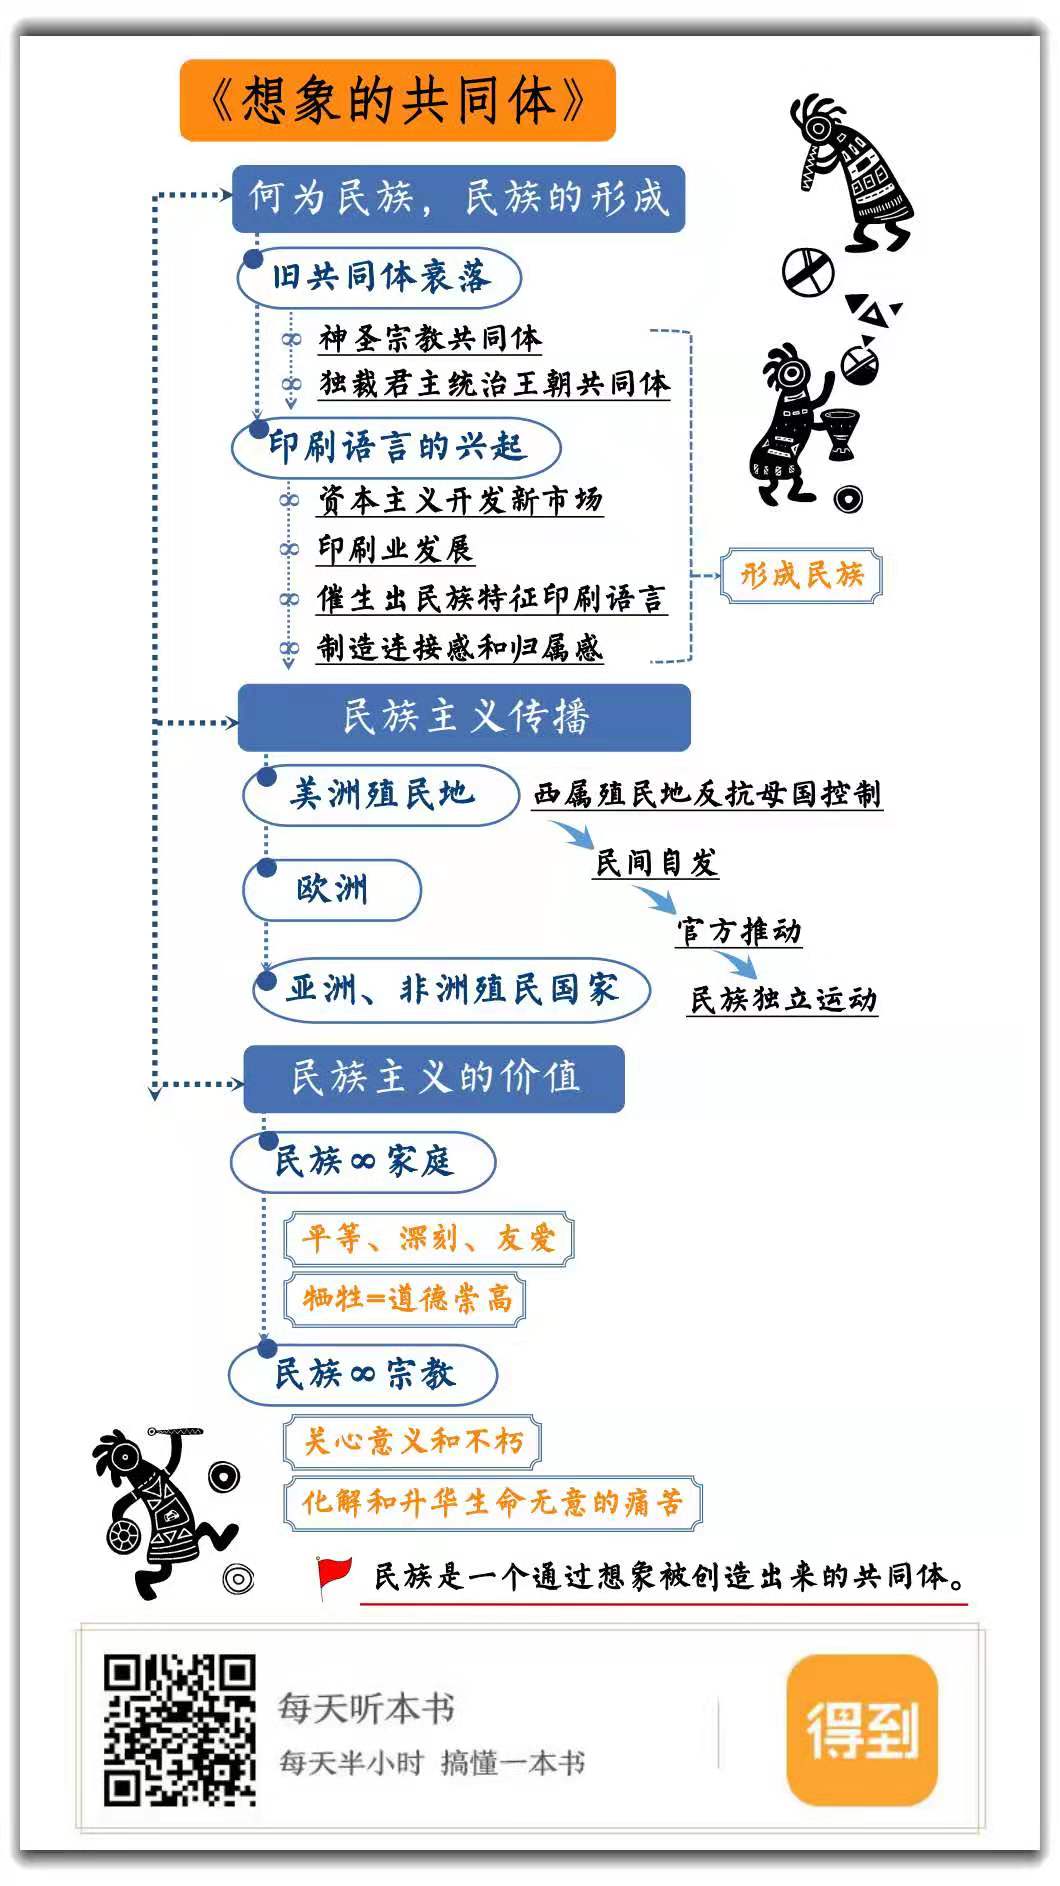 《想象的共同体》
何为民族，民族的形成
旧共同体衰落
∞ 神圣宗教共同体
∞ 独裁君主统治王朝共同体
印刷语言的兴起
∞ 资本主义开发新市场
∞ 印刷业发展
∞ 催生出民族特征印刷语言
∞ 制造连接感和归属感
形成民族
民族主义传播
美洲殖民地
西属殖民地反抗母国控制
民间自发
欧洲
官方推动
亚洲、非洲殖民国家
民族独立运动
民族主义的价值
民族∞家庭
平等、深刻、友爱
牺牲=道德崇高
民族∞宗教
关心意义和不朽
化解和升华生命无意的痛苦
民族是一个通过想象被创造出来的共同体。
每天听本书
每天半小时 搞懂一本书
得到